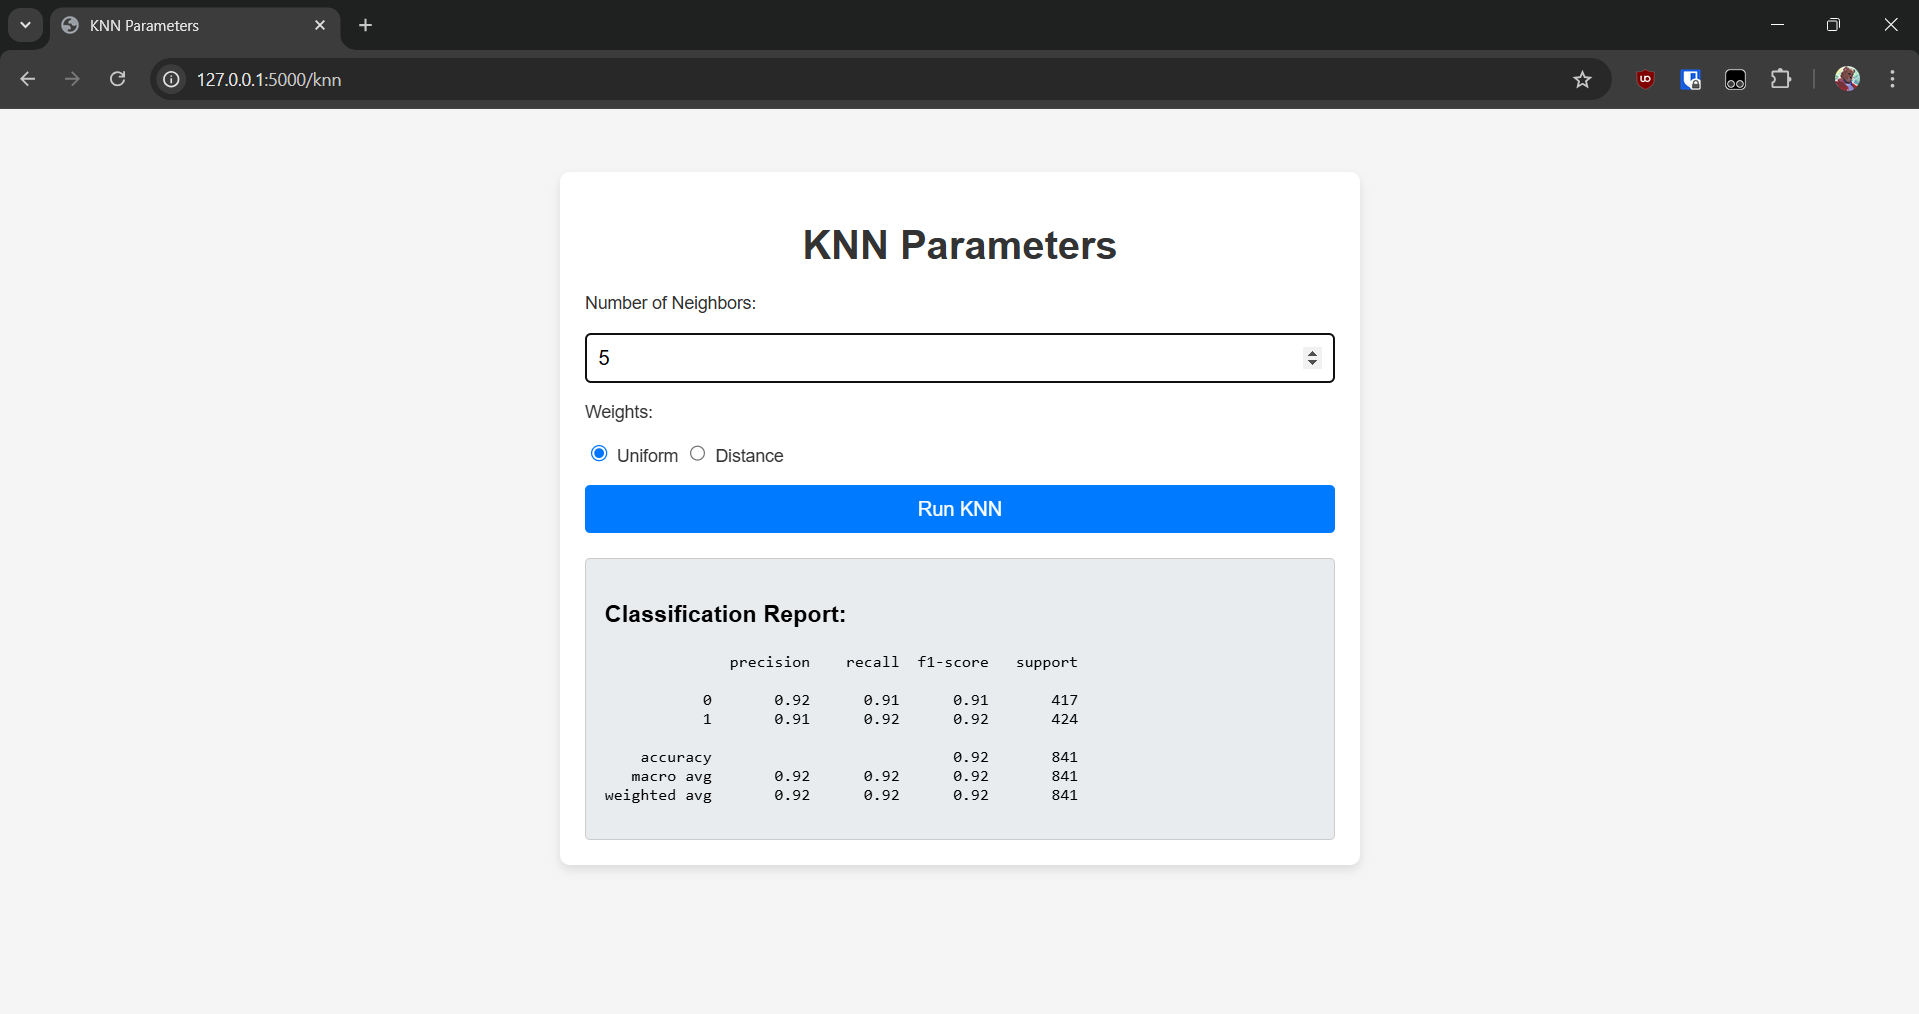 KNN Parameters
127.0.0.1:5000/knn
KNN Parameters
Number of Neighbors:
5
Weights:
Uniform Distance
Run KNN
Classification Report:
precision recall f1-score support
0 0.92 0.91 0.91 417
1 0.91 0.92 0.92 424
accuracy 0.92 841
macro avg 0.92 0.92 0.92 841
weighted avg 0.92 0.92 0.92 841